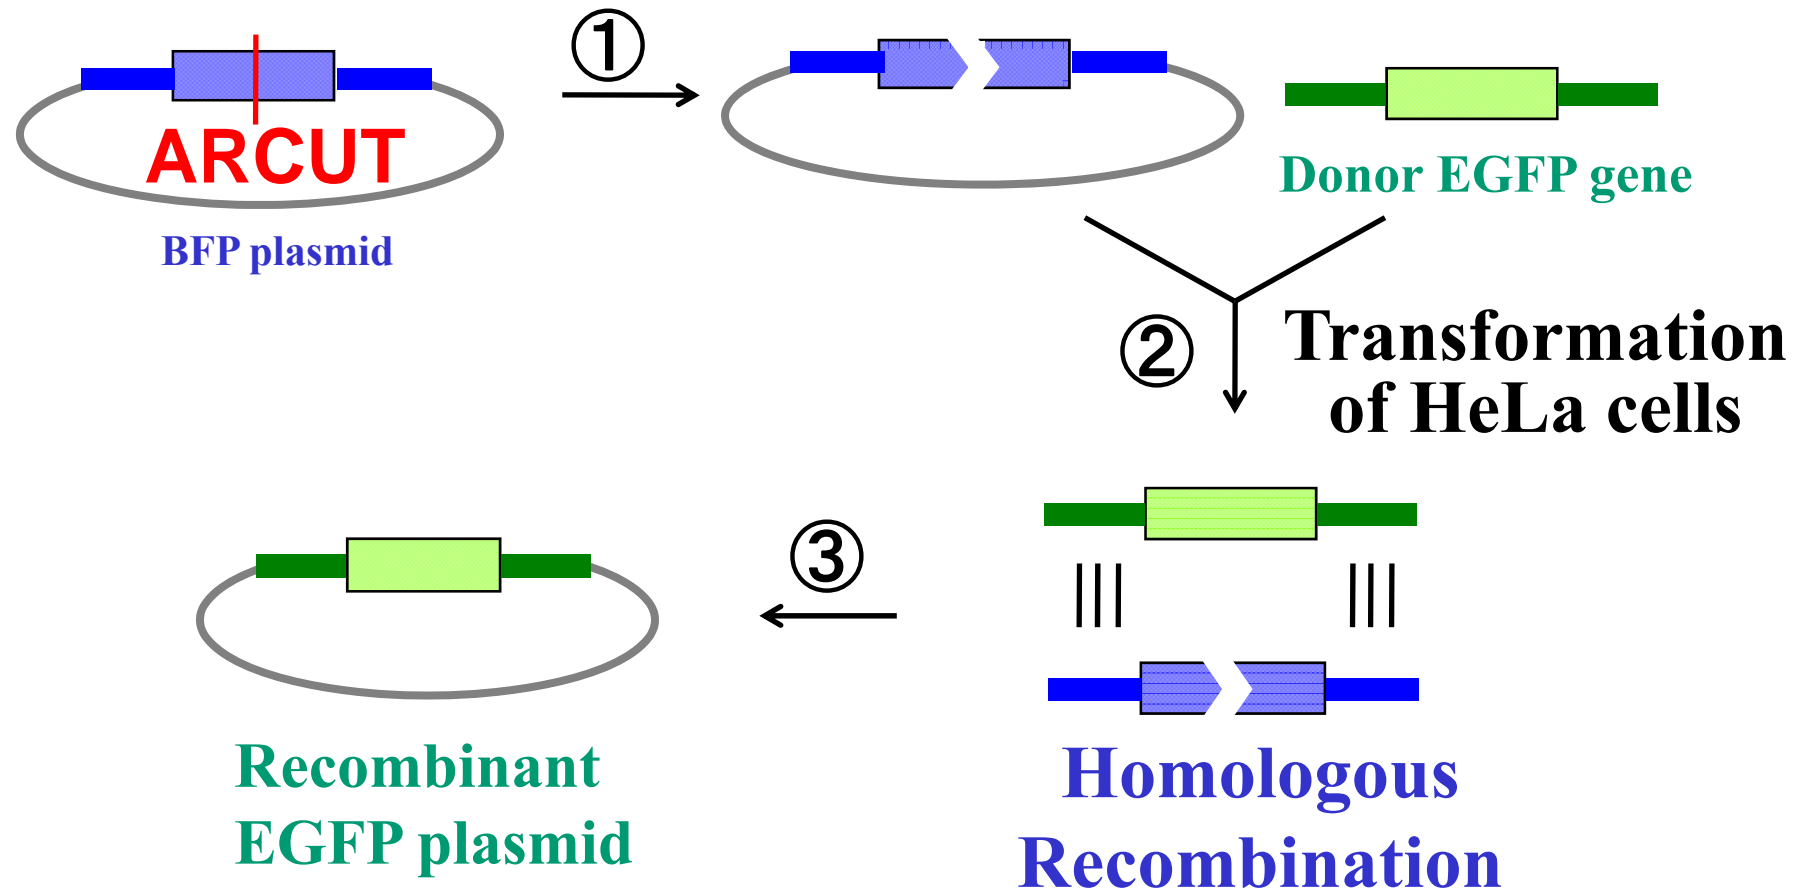 ①
ARCUT
BFP plasmid
Donor EGFP gene
②
Transformation
of HeLa cells
③
Homologous
Recombination
Recombinant
EGFP plasmid